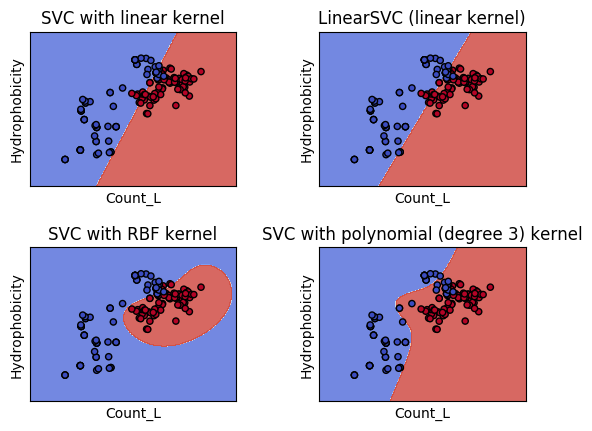 SVC with linear kernel
LinearSVC (linear kernel)
Hydrophobicity
Hydrophobicity
Count_L
Count_L
SVC with RBF kernel
SVC with polynomial (degree 3) kernel
Hydrophobicity
Hydrophobicity
Count_L
Count_L